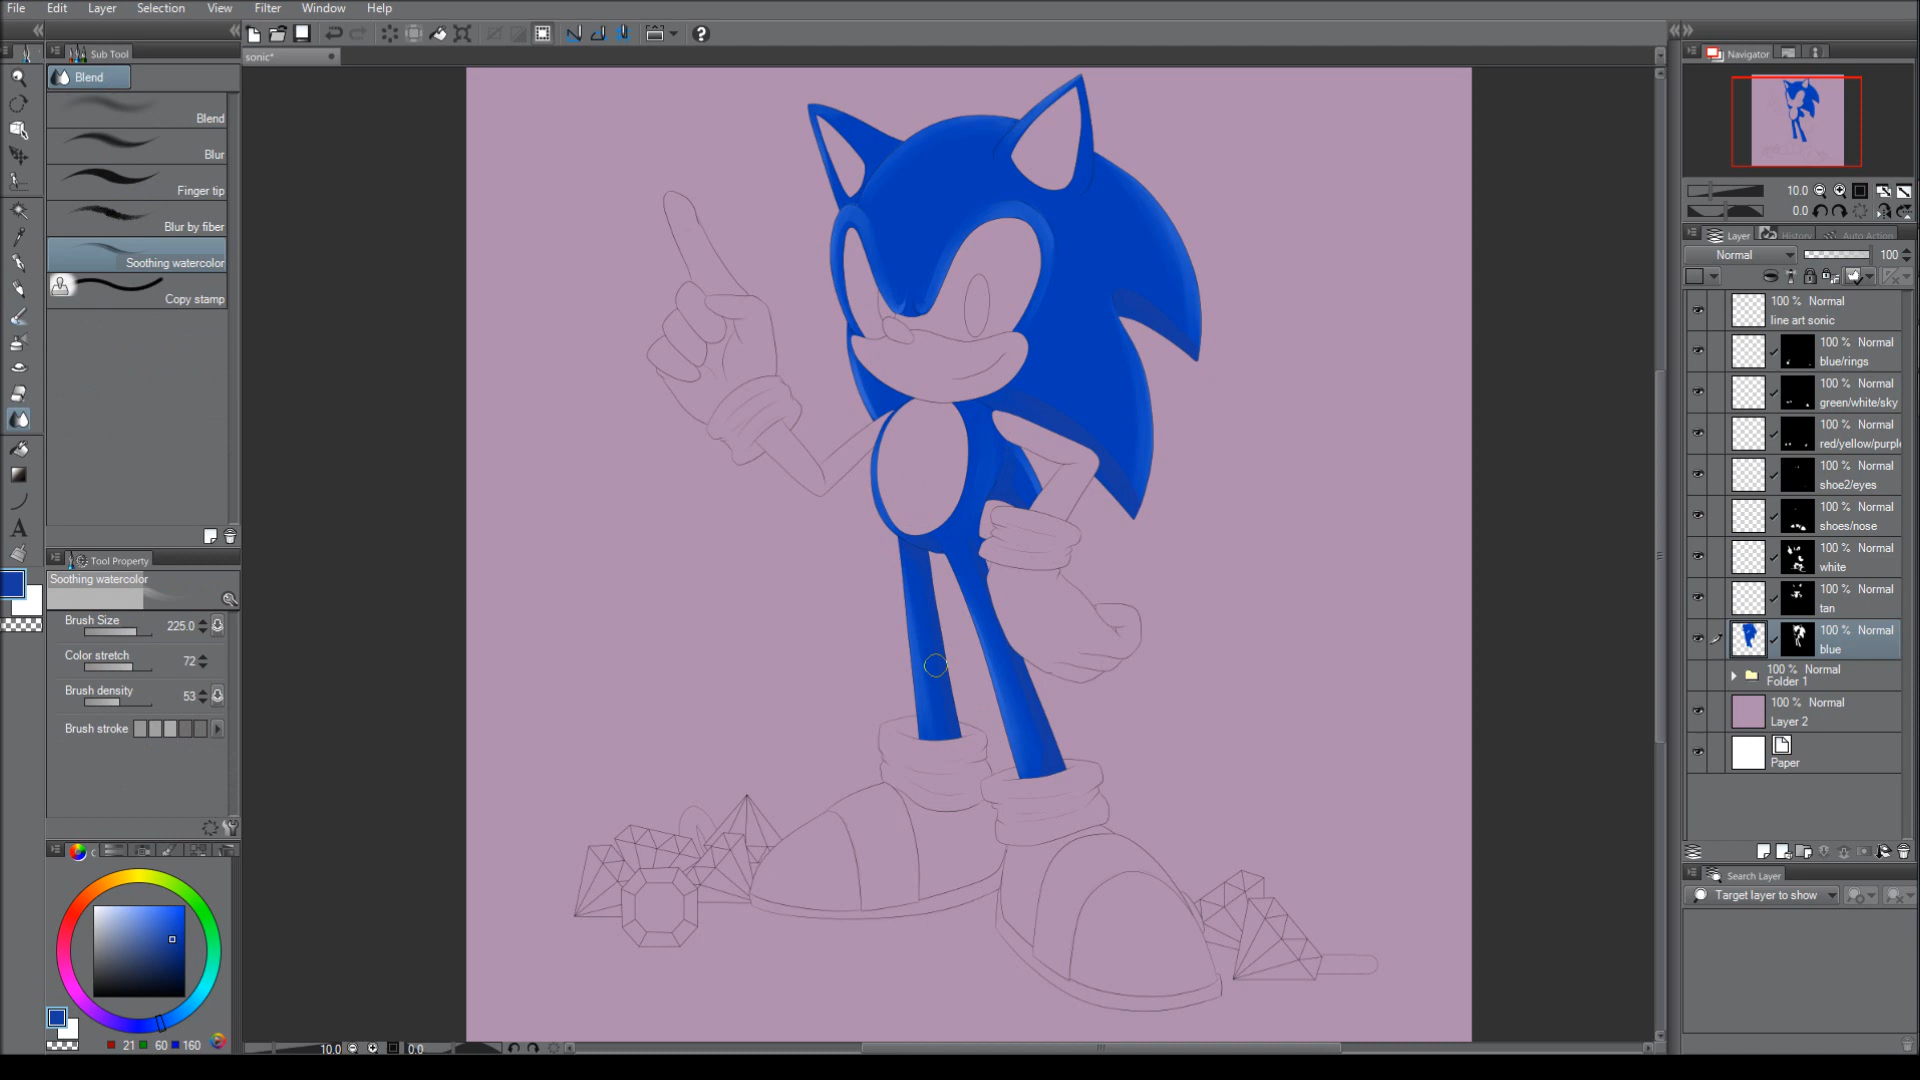 File Edit Layer Selection View Filter Window Help
Sub Tool
Blend
Blend
Blur
Finger tip
Blur by fiber
Soothing watercolor
Copy stamp
Tool Property
Soothing watercolor
Brush Size 225.0
Color stretch 72
Brush density 53
Brush stroke
21 60 160
sonic*
10.0 0.0
Navigator
10.0
0.0
Layer History Auto Action
Normal 100
100 % Normal
line art sonic
100 % Normal
blue/rings
100 % Normal
green/white/sky
100 % Normal
red/yellow/purple
100 % Normal
shoe2/eyes
100 % Normal
shoes/nose
100 % Normal
white
100 % Normal
tan
100 % Normal
blue
100 % Normal
Folder 1
100 % Normal
Layer 2
Paper
Search Layer
Target layer to show